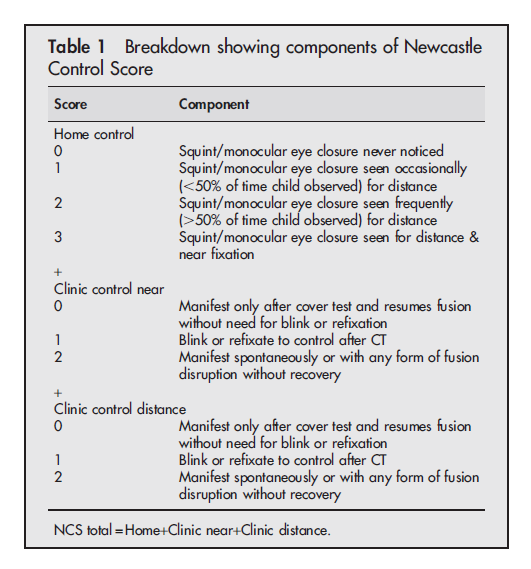 Table 1 Breakdown showing components of Newcastle
Control Score
Score Component
Home control
0 Squint/monocular eye closure never noticed
1 Squint/monocular eye closure seen occasionally
(<50% of time child observed) for distance
2 Squint/monocular eye closure seen frequently
(>50% of time child observed) for distance
3 Squint/monocular eye closure seen for distance &
near fixation
+
Clinic control near
0 Manifest only after cover test and resumes fusion
without need for blink or refixation
1 Blink or refixate to control after CT
2 Manifest spontaneously or with any form of fusion
disruption without recovery
+
Clinic control distance
0 Manifest only after cover test and resumes fusion
without need for blink or refixation
1 Blink or refixate to control after CT
2 Manifest spontaneously or with any form of fusion
disruption without recovery
NCS total=Home+Clinic near+Clinic distance.